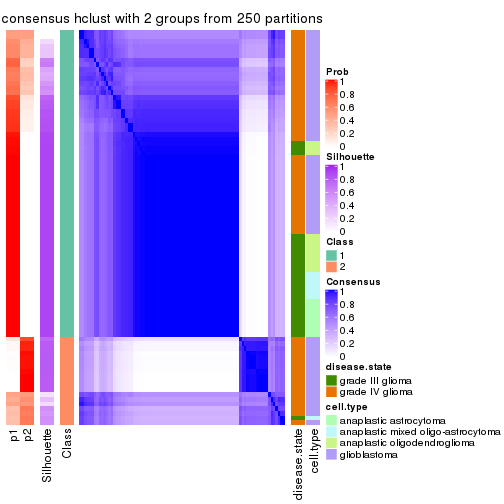 consensus hclust with 2 groups from 250 partitions
Prob
1
0.8
0.6
0.4
0.2
0
Silhouette
1
0.8
0.6
0.4
0.2
0
Class
1
2
Consensus
1
0.8
0.6
0.4
0.2
0
disease.state
grade III glioma
grade IV glioma
cell.type
anaplastic astrocytoma
anaplastic mixed oligo-astrocytoma
anaplastic oligodendroglioma
glioblastoma
p1
p2
Silhouette
Class
disease.state
cell.type